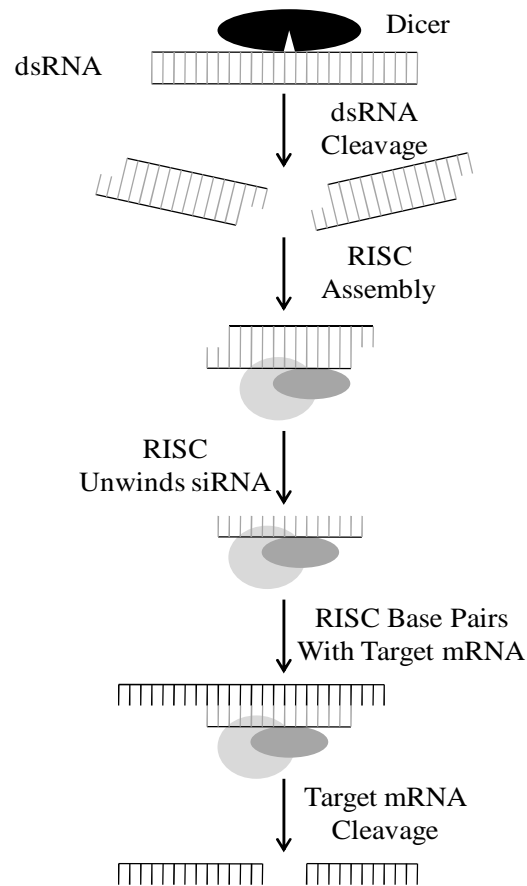 Dicer
dsRNA
dsRNA
Cleavage
RISC
Assembly
RISC
Unwinds siRNA
RISC Base Pairs
With Target mRNA
Target mRNA
Cleavage